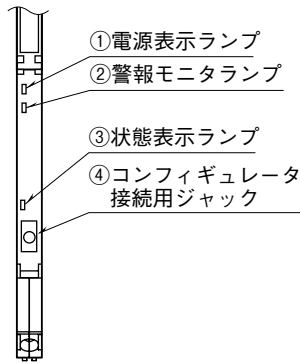 ①電源表示ランプ
②警報モニタランプ
③状態表示ランプ
④コンフィギュレータ
接続用ジャック